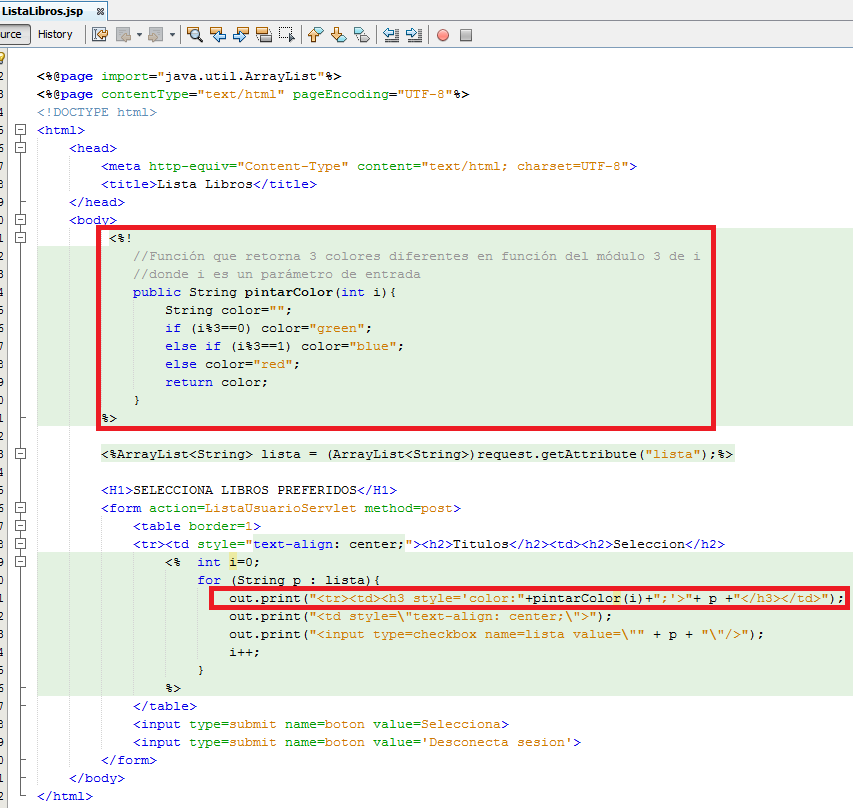 ListaLibros.jsp
urce History
<%@page import="java.util.ArrayList"%>
<%@page contentType="text/html" pageEncoding="UTF-8"%>
<!DOCTYPE html>
<html>
<head>
<meta http-equiv="Content-Type" content="text/html; charset=UTF-8">
<title>Lista Libros</title>
</head>
<body>
<%!
//Función que retorna 3 colores diferentes en función del módulo 3 de i
//donde i es un parámetro de entrada
public String pintarColor(int i){
String color="";
if (i%3==0) color="green";
else if (i%3==1) color="blue";
else color="red";
return color;
}
%>
<%ArrayList<String> lista = (ArrayList<String>)request.getAttribute("lista");%>
<H1>SELECCIONA LIBROS PREFERIDOS</H1>
<form action=ListaUsuarioServlet method=post>
<table border=1>
<tr><td style="text-align: center;"><h2>Titulos</h2><td><h2>Seleccion</h2>
<% int i=0;
for (String p : lista){
out.print("<tr><td><h3 style='color:"+pintarColor(i)+";'>"+ p +"</h3></td>");
out.print("<td style=\"text-align: center;\">");
out.print("<input type=checkbox name=lista value=\"" + p + "\"/>");
i++;
}
%>
</table>
<input type=submit name=boton value=Selecciona>
<input type=submit name=boton value='Desconecta sesion'>
</form>
</body>
</html>